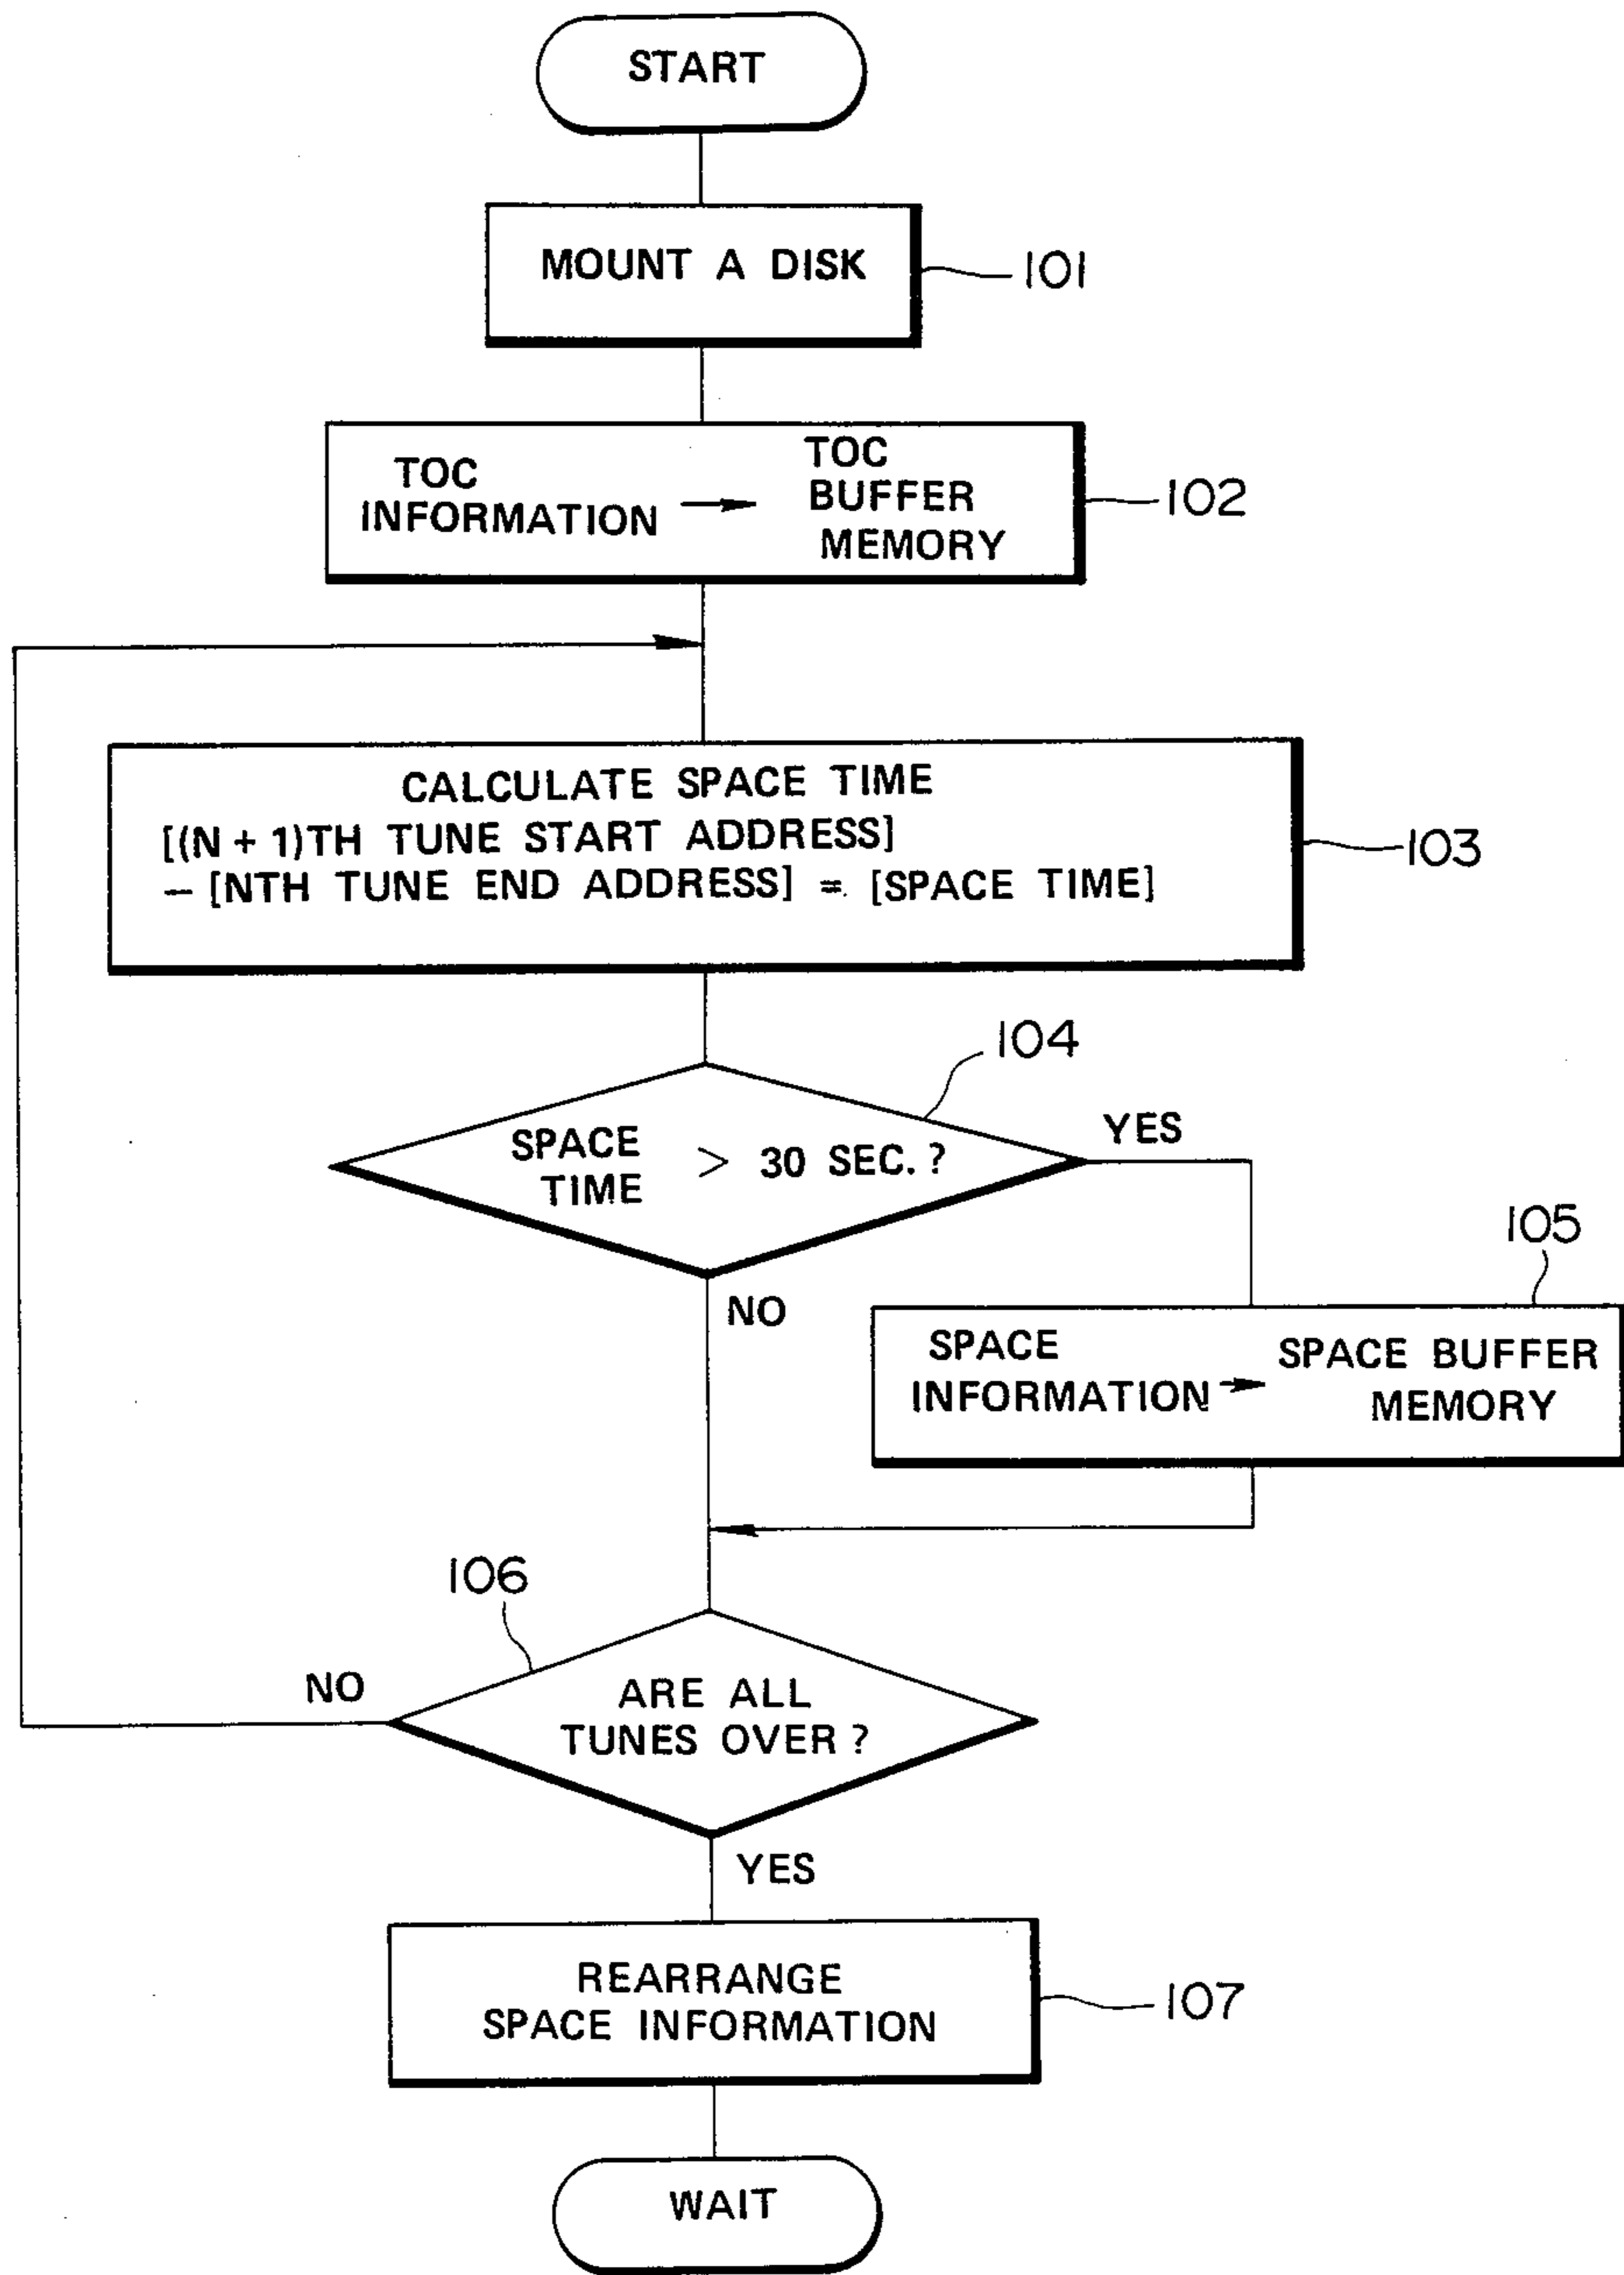 START
MOUNT A DISK
101
TOC
INFORMATION → TOC
BUFFER
MEMORY
102
CALCULATE SPACE TIME
[(N + 1)TH TUNE START ADDRESS]
– [NTH TUNE END ADDRESS] = [SPACE TIME]
103
104
SPACE
TIME > 30 SEC. ?
YES
NO
105
SPACE
INFORMATION → SPACE BUFFER
MEMORY
106
NO
ARE ALL
TUNES OVER ?
YES
REARRANGE
SPACE INFORMATION
107
WAIT